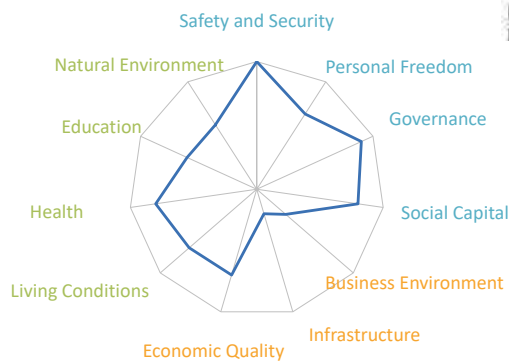 Safety and Security
Natural Environment
Personal Freedom
Education
Governance
Health
Social Capital
Living Conditions
Business Environment
Infrastructure
Economic Quality